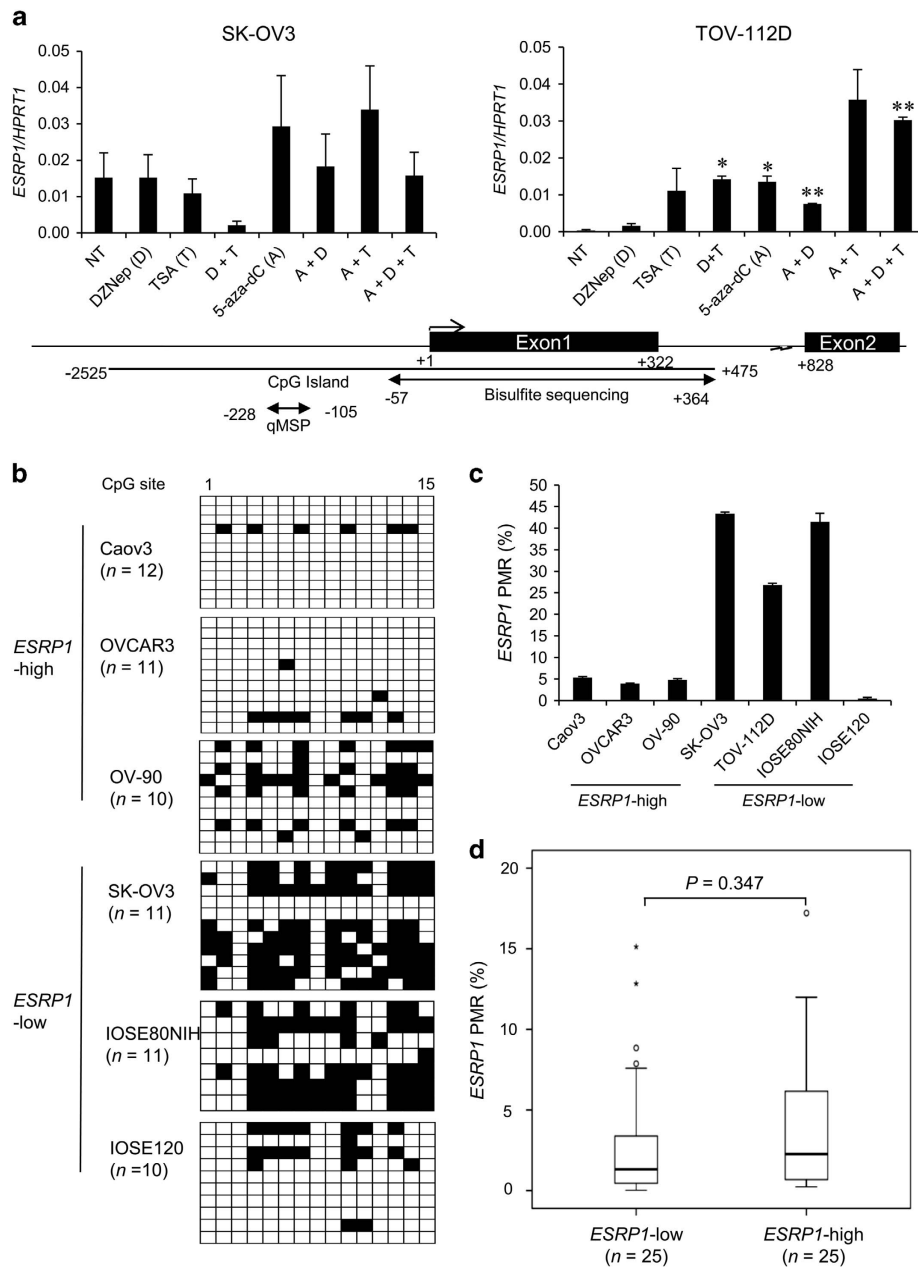 a
SK-OV3
TOV-112D
ESRP1/HPRT1
0.05
0.04
0.03
0.02
0.01
0.00
NT
DZNep (D)
TSA (T)
D + T
5-aza-dC (A)
A + D
A + T
A + D + T
ESRP1/HPRT1
0.05
0.04
0.03
0.02
0.01
0.00
* * ** **
NT
DZNep (D)
TSA (T)
D+ T
5-aza-dC (A)
A + D
A + T
A + D + T
Exon1
Exon2
+1
+322
+828
-2525
+475
CpG Island
-57
Bisulfite sequencing
+364
-228
-105
qMSP
b
CpG site
1
15
ESRP1
-high
Caov3
(n = 12)
OVCAR3
(n = 11)
OV-90
(n = 10)
ESRP1
-low
SK-OV3
(n = 11)
IOSE80NIH
(n = 11)
IOSE120
(n =10)
c
ESRP1 PMR (%)
50
45
40
35
30
25
20
15
10
5
0
Caov3
OVCAR3
OV-90
SK-OV3
TOV-112D
IOSE80NIH
IOSE120
ESRP1-high
ESRP1-low
d
ESRP1 PMR (%)
20
15
10
5
0
P = 0.347
ESRP1-low
(n = 25)
ESRP1-high
(n = 25)